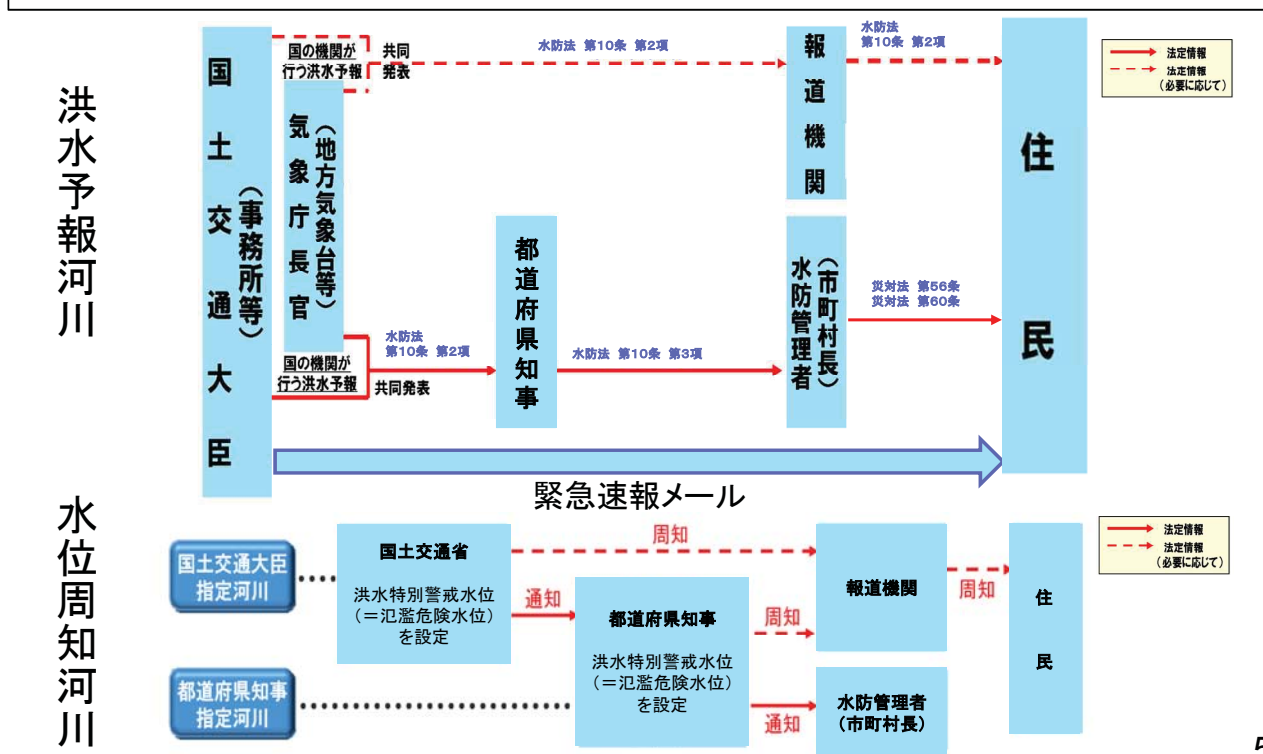 洪水予報河川
国土交通大臣
（事務所等）
国の機関が
行う洪水予報
共同
発表
気象庁長官
（地方気象台等）
水防法 第10条 第2項
報道機関
水防法
第10条 第2項
住民
法定情報
法定情報
（必要に応じて）
国の機関が
行う洪水予報
共同発表
水防法
第10条 第2項
都道府県知事
水防法 第10条 第3項
水防管理者
（市町村長）
災対法 第56条
災対法 第60条
緊急速報メール
水位周知河川
国土交通大臣
指定河川
国土交通省
洪水特別警戒水位
（＝氾濫危険水位）
を設定
周知
通知
都道府県知事
洪水特別警戒水位
（＝氾濫危険水位）
を設定
周知
通知
報道機関
周知
住民
法定情報
法定情報
（必要に応じて）
都道府県知事
指定河川
水防管理者
（市町村長）